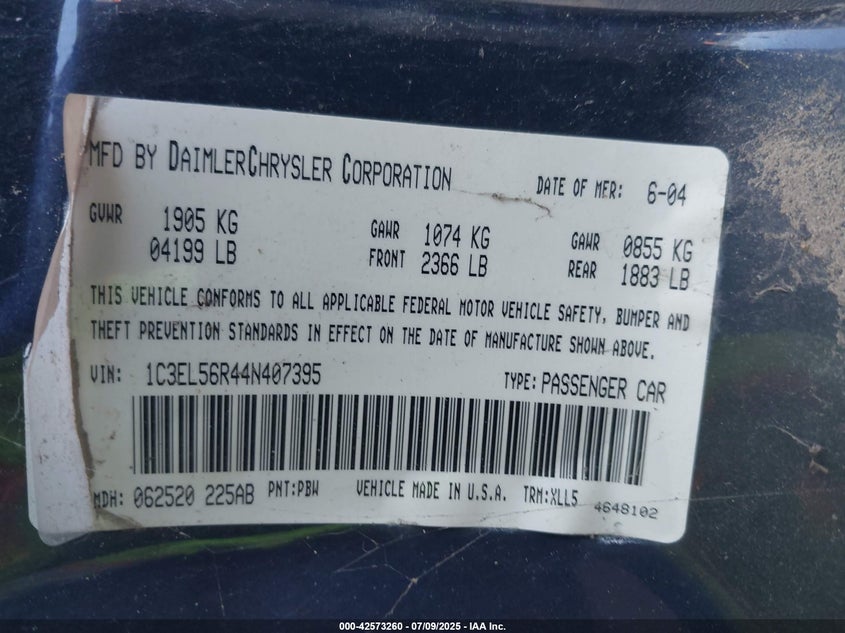 MFD BY DAIMLERCHRYSLER CORPORATION DATE OF MFR: 6-04
GVWR 1905 KG GAWR 1074 KG GAWR 0855 KG
04199 LB FRONT 2366 LB REAR 1883 LB
THIS VEHICLE CONFORMS TO ALL APPLICABLE FEDERAL MOTOR VEHICLE SAFETY, BUMPER AND
THEFT PREVENTION STANDARDS IN EFFECT ON THE DATE OF MANUFACTURE SHOWN ABOVE.
VIN: 1C3EL56R44N407395 TYPE: PASSENGER CAR
MDH: 062520 225AB PNT:PBW VEHICLE MADE IN U.S.A. TRM:XLL5 4648102
000-42573260 - 07/09/2025 - IAA Inc.